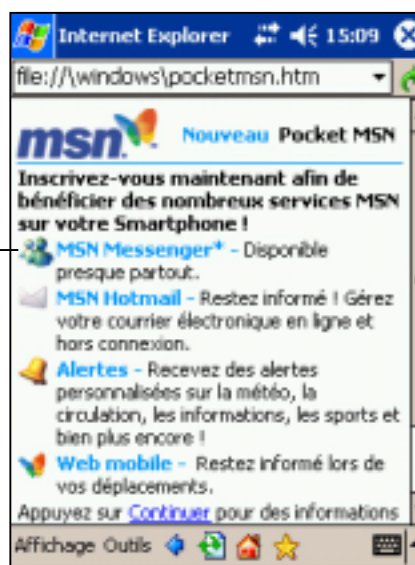 Internet Explorer 15:09
file://\windows\pocketmsn.htm
msn Nouveau Pocket MSN
Inscrivez-vous maintenant afin de
bénéficier des nombreux services MSN
sur votre Smartphone !
MSN Messenger* - Disponible
presque partout.
MSN Hotmail - Restez informé ! Gérez
votre courrier électronique en ligne et
hors connexion.
Alertes - Recevez des alertes
personnalisées sur la météo, la
circulation, les informations, les sports et
bien plus encore !
Web mobile - Restez informé lors de
vos déplacements.
Appuyez sur Continuer pour des informations
Affichage Outils